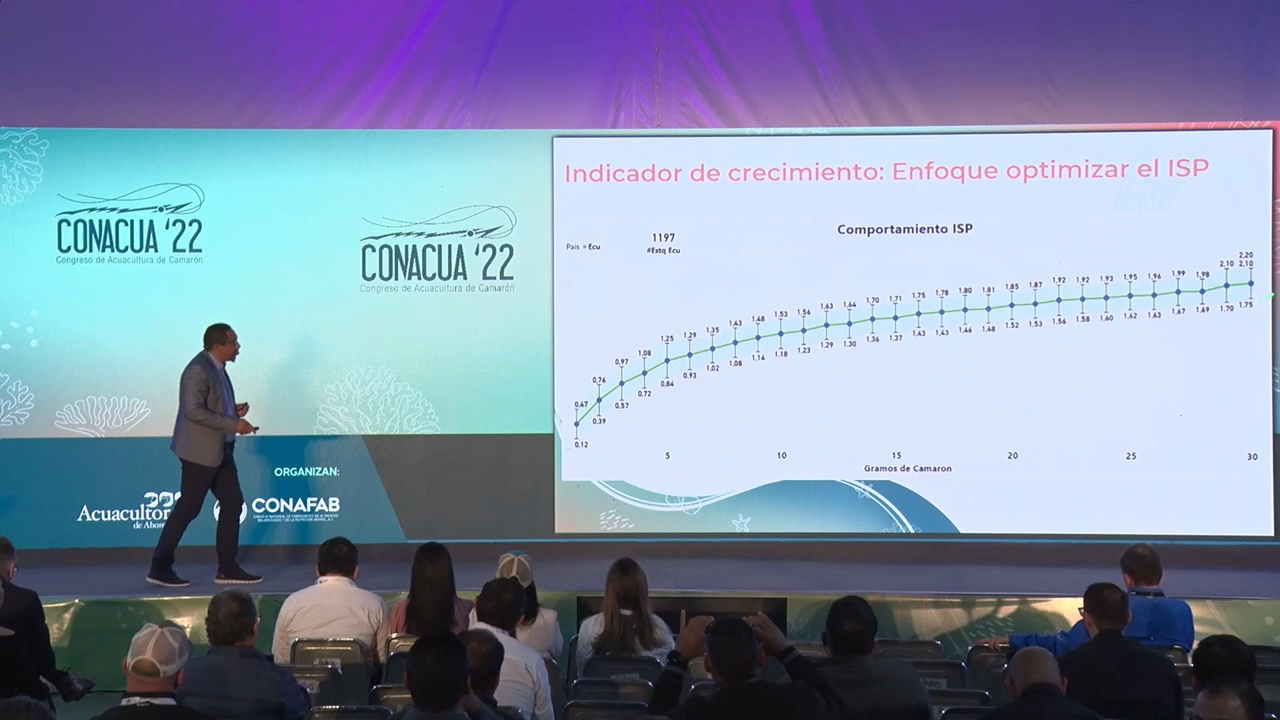 CONACUA '22
Congreso de Acuacultura de Camarón
CONACUA '22
Congreso de Acuacultura de Camarón
ORGANIZAN:
Acuacultor
de Aho
CONAFAB
Indicador de crecimiento: Enfoque optimizar el ISP
Comportamiento ISP
Pais = Ecu
1197
#Estq Ecu
0,47 0,76 0,97 1,08 1,25 1,29 1,35 1,43 1,48 1,53 1,56 1,63 1,64 1,70 1,71 1,75 1,78 1,80 1,81 1,85 1,87 1,92 1,92 1,93 1,95 1,96 1,99 1,98 2,10 2,20
2,10
0,12 0,39 0,57 0,72 0,84 0,93 1,02 1,08 1,14 1,18 1,23 1,29 1,30 1,36 1,37 1,43 1,43 1,46 1,48 1,52 1,53 1,56 1,58 1,60 1,62 1,63 1,67 1,69 1,70 1,75
5 10 15 20 25 30
Gramos de Camaron